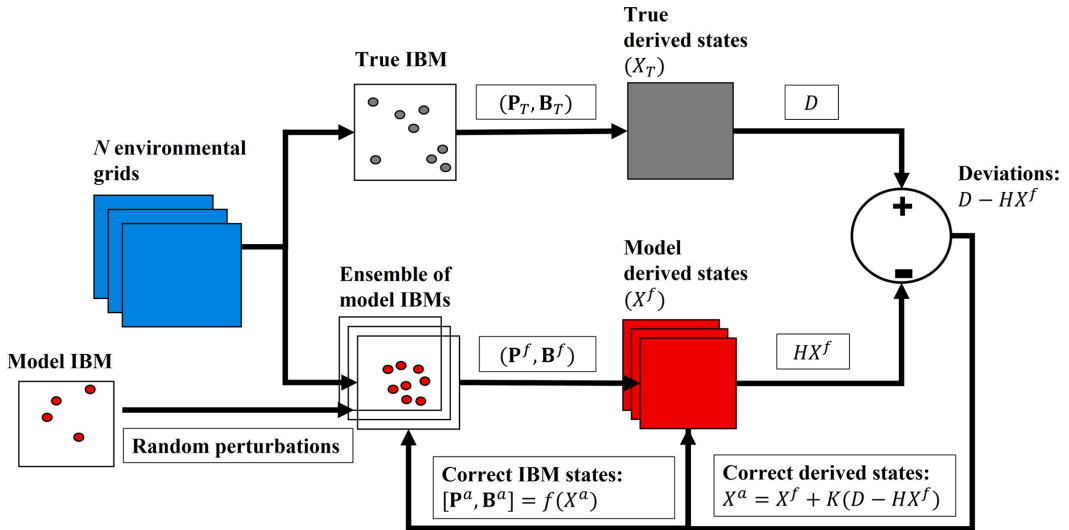 True
derived states
(X_T)
True IBM
(P_T, B_T)
D
N environmental
grids
Deviations:
D − HX^f
+
−
Ensemble of
model IBMs
Model
derived states
(X^f)
(P^f, B^f)
HX^f
Model IBM
Random perturbations
Correct IBM states:
[P^a, B^a] = f(X^a)
Correct derived states:
X^a = X^f + K(D − HX^f)